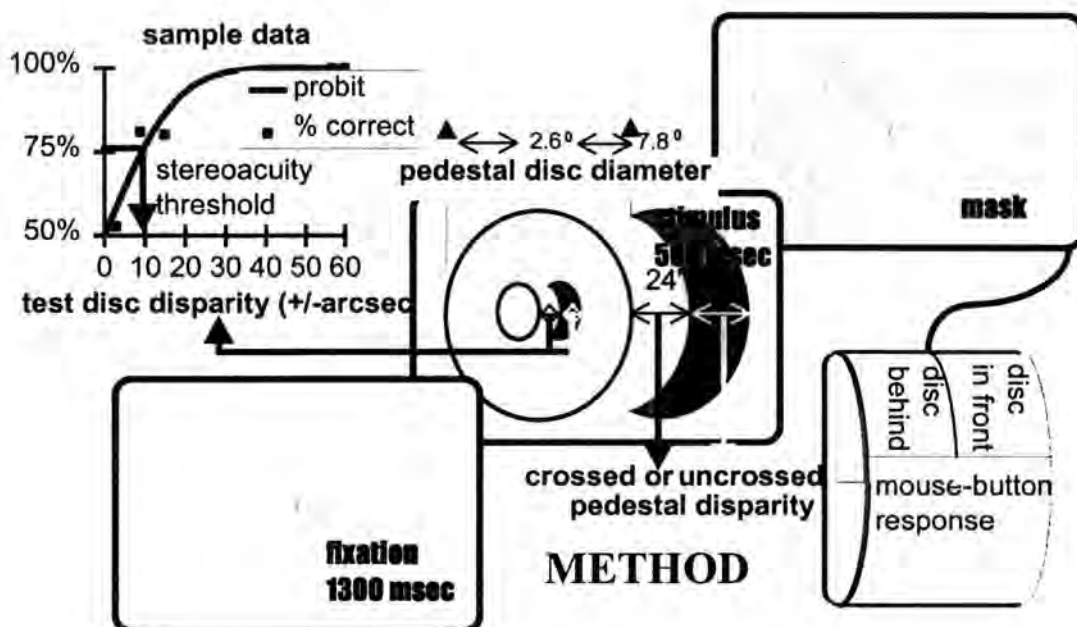 sample data
100%
probit
% correct
75%
stereoacuity
threshold
50%
0 10 20 30 40 50 60
test disc disparity (+/-arcsec
2.6° 7.8°
pedestal disc diameter
24'
msec
mask
crossed or uncrossed
pedestal disparity
disc
behind
disc
in front
mouse-button
response
fixation
1300 msec
METHOD